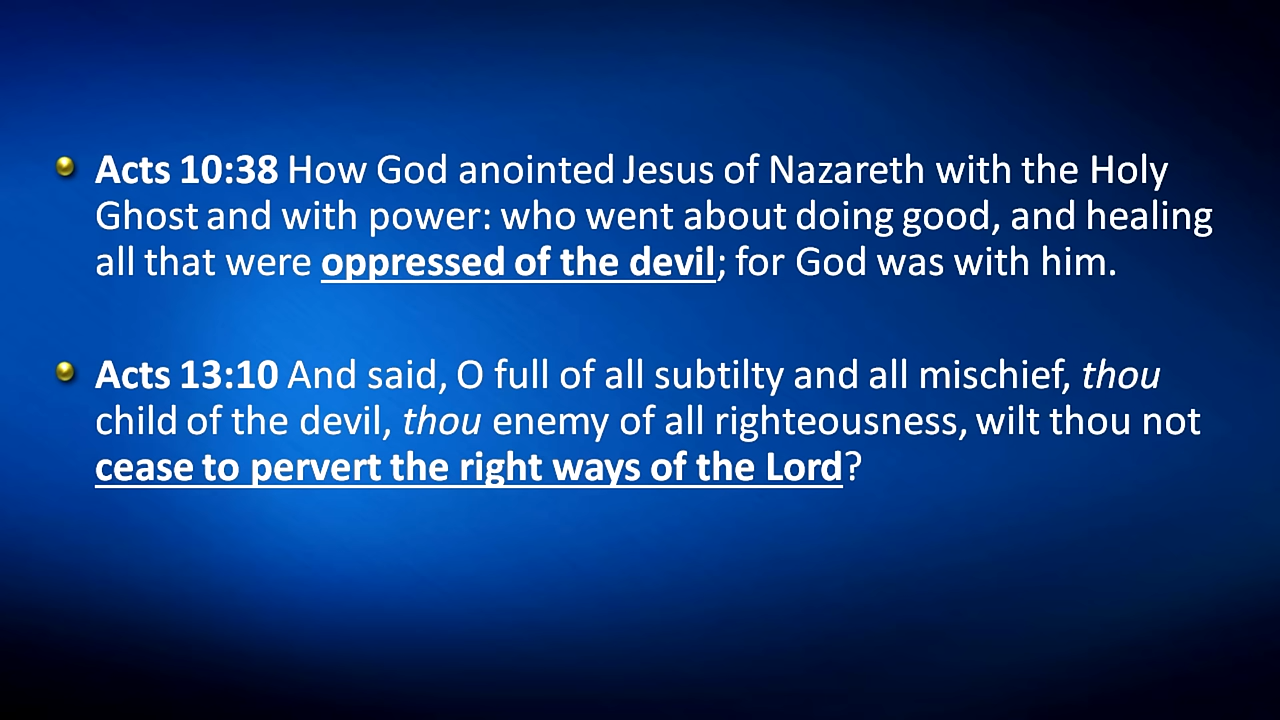 Acts 10:38 How God anointed Jesus of Nazareth with the Holy
Ghost and with power: who went about doing good, and healing
all that were oppressed of the devil; for God was with him.
Acts 13:10 And said, O full of all subtilty and all mischief, thou
child of the devil, thou enemy of all righteousness, wilt thou not
cease to pervert the right ways of the Lord?